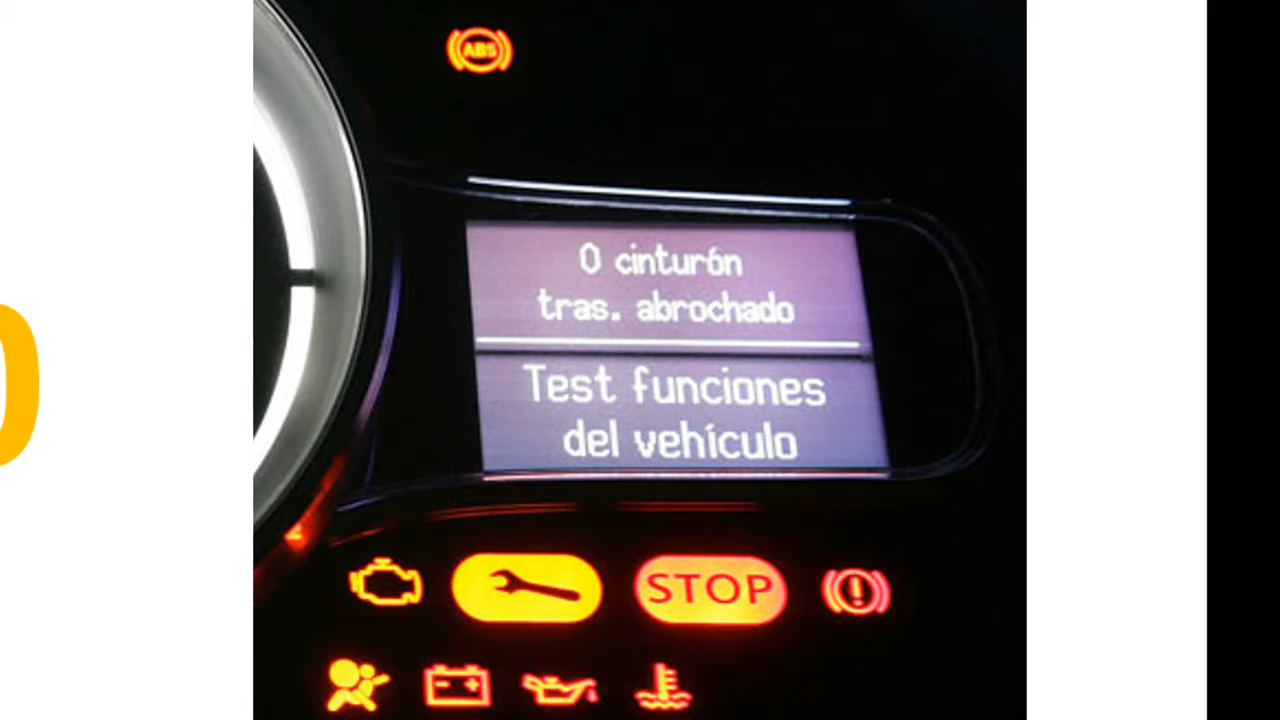 ABS
0 cinturón
tras. abrochado
Test funciones
del vehículo
STOP